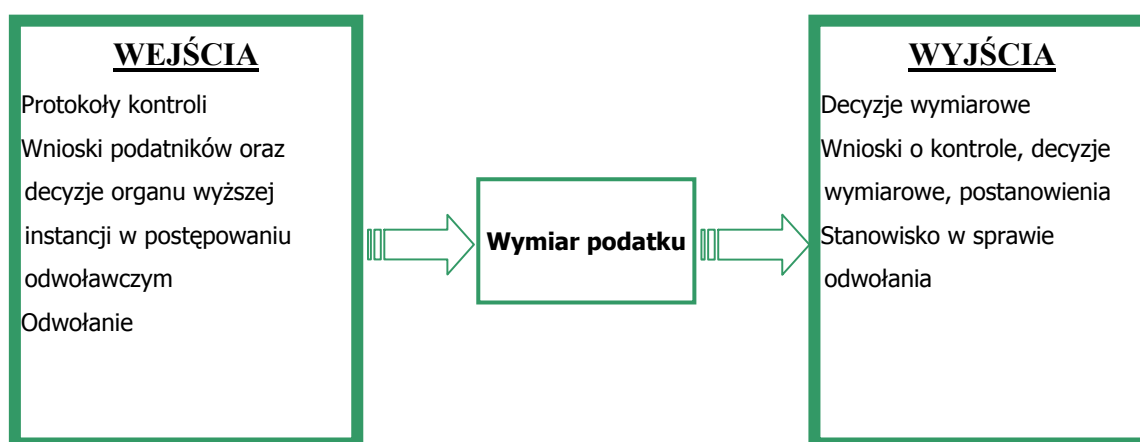 WEJŚCIA
Protokoły kontroli
Wnioski podatników oraz
decyzje organu wyższej
instancji w postępowaniu
odwoławczym
Odwołanie
Wymiar podatku
WYJŚCIA
Decyzje wymiarowe
Wnioski o kontrole, decyzje
wymiarowe, postanowienia
Stanowisko w sprawie
odwołania